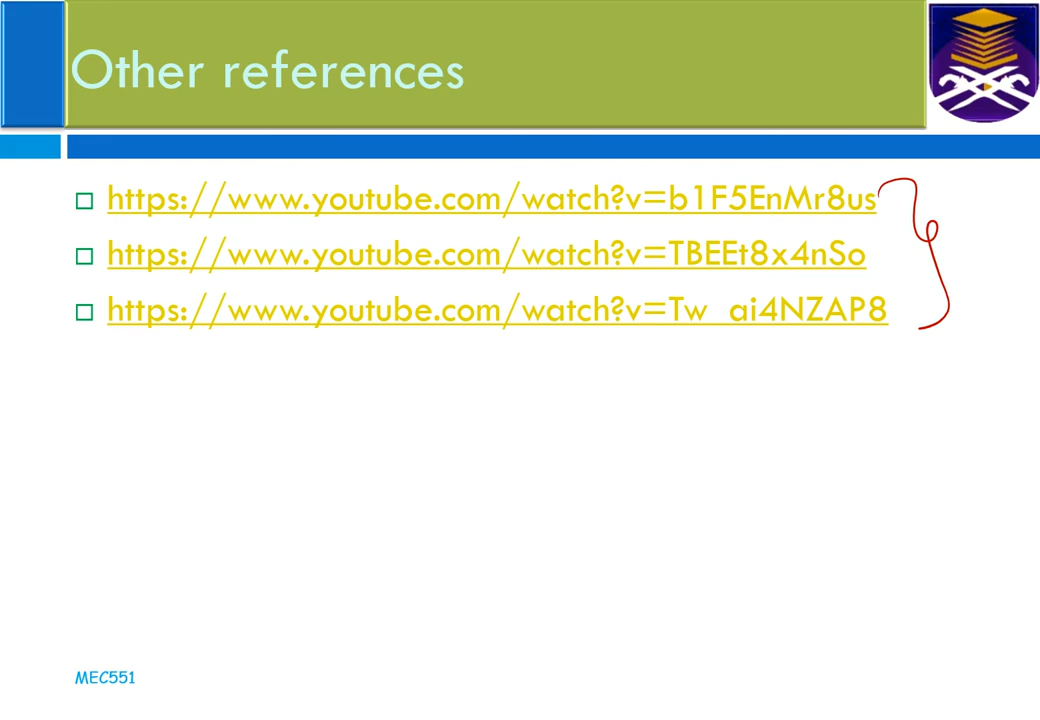 Other references
https://www.youtube.com/watch?v=b1F5EnMr8us
https://www.youtube.com/watch?v=TBEEt8x4nSo
https://www.youtube.com/watch?v=Tw_ai4NZAP8
MEC551